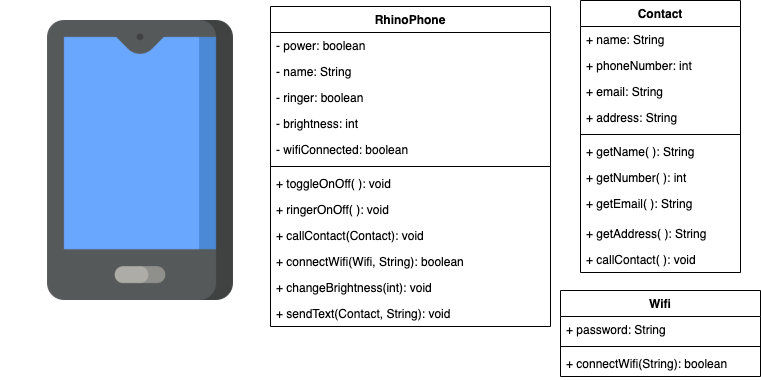 RhinoPhone
- power: boolean
- name: String
- ringer: boolean
- brightness: int
- wifiConnected: boolean
+ toggleOnOff( ): void
+ ringerOnOff( ): void
+ callContact(Contact): void
+ connectWifi(Wifi, String): boolean
+ changeBrightness(int): void
+ sendText(Contact, String): void
Contact
+ name: String
+ phoneNumber: int
+ email: String
+ address: String
+ getName( ): String
+ getNumber( ): int
+ getEmail( ): String
+ getAddress( ): String
+ callContact( ): void
Wifi
+ password: String
+ connectWifi(String): boolean